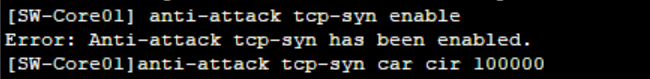 [SW-Core01] anti-attack tcp-syn enable
Error: Anti-attack tcp-syn has been enabled.
[SW-Core01]anti-attack tcp-syn car cir 100000